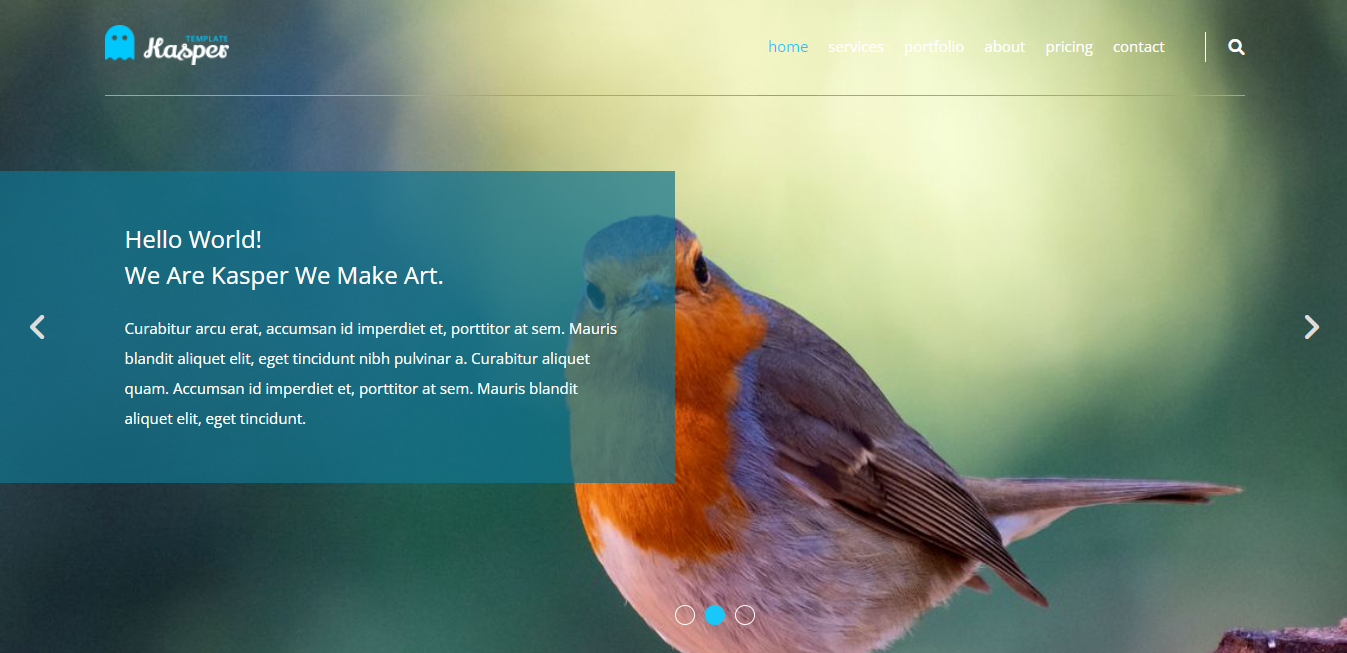 TEMPLATE
Kasper
home services portfolio about pricing contact
Hello World!
We Are Kasper We Make Art.
Curabitur arcu erat, accumsan id imperdiet et, porttitor at sem. Mauris
blandit aliquet elit, eget tincidunt nibh pulvinar a. Curabitur aliquet
quam. Accumsan id imperdiet et, porttitor at sem. Mauris blandit
aliquet elit, eget tincidunt.